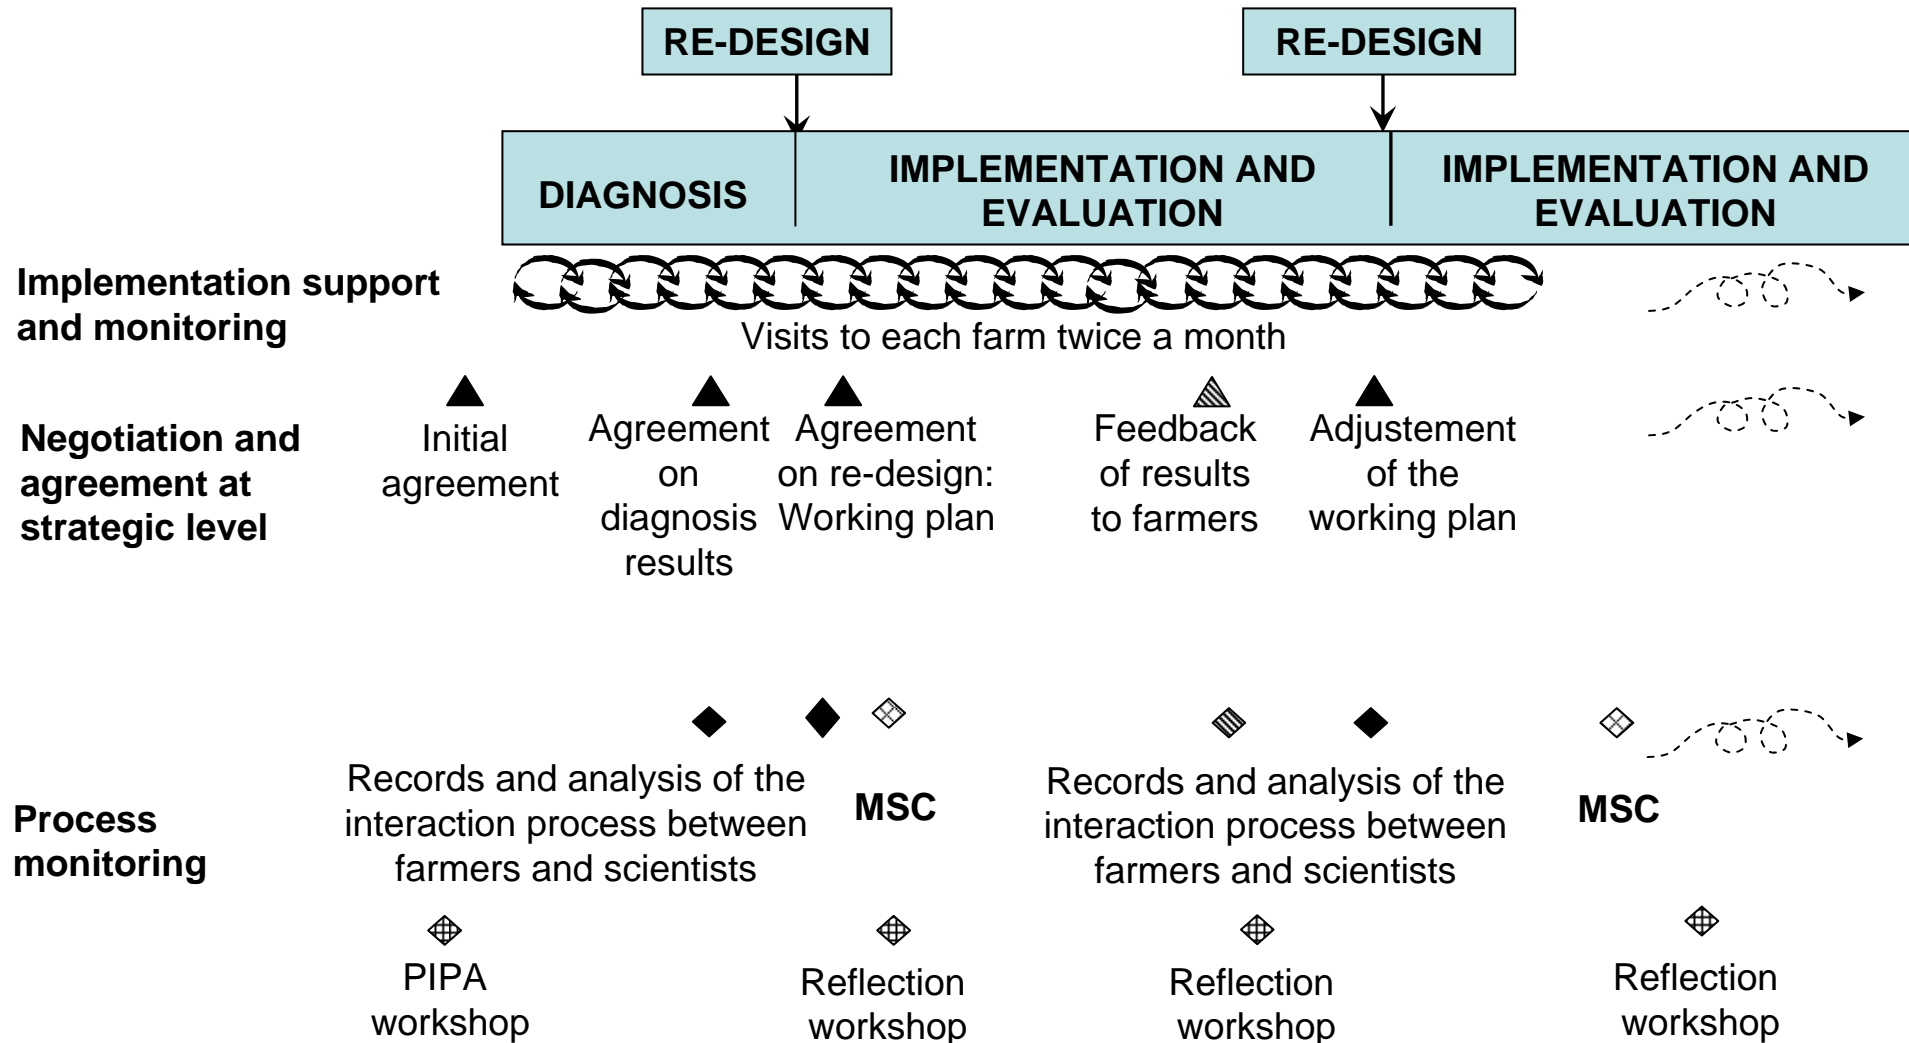 RE-DESIGN
RE-DESIGN
DIAGNOSIS
IMPLEMENTATION AND
EVALUATION
IMPLEMENTATION AND
EVALUATION
Implementation support
and monitoring
Visits to each farm twice a month
Negotiation and
agreement at
strategic level
Initial
agreement
Agreement
on
diagnosis
results
Agreement
on re-design:
Working plan
Feedback
of results
to farmers
Adjustement
of the
working plan
Process
monitoring
Records and analysis of the
interaction process between
farmers and scientists
MSC
Records and analysis of the
interaction process between
farmers and scientists
MSC
PIPA
workshop
Reflection
workshop
Reflection
workshop
Reflection
workshop